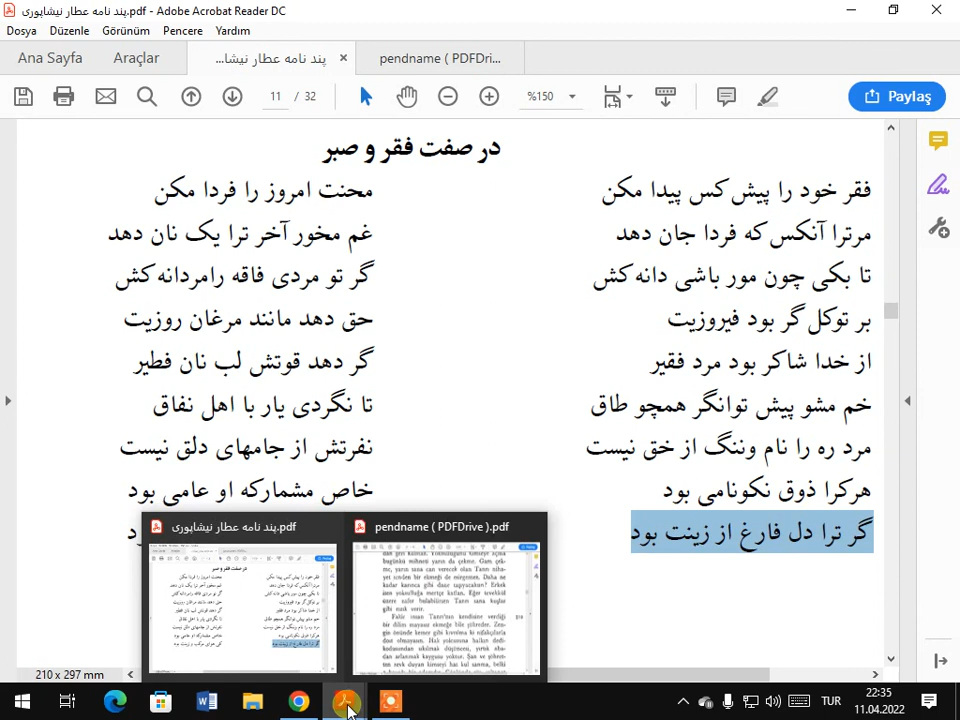 پند نامه عطار نیشاپوری.pdf - Adobe Acrobat Reader DC
Dosya Düzenle Görünüm Pencere Yardım
Ana Sayfa Araçlar پند نامه عطار نیشا... pendname ( PDFDri...
11 / 32 %150 Paylaş
در صفت فقر و صبر
فقر خود را پیش کس پیدا مکن محنت امروز را فردا مکن
مرترا آنکس که فردا جان دهد غم مخور آخر ترا یک نان دهد
تا بکی چون مور باشی دانه کش گر تو مردی فاقه رامردانه کش
بر توکل گر بود فیروزیت حق دهد مانند مرغان روزیت
از خدا شاکر بود مرد فقیر گر دهد قوتش لب نان فطیر
خم مشو پیش توانگر همچو طاق تا نگردی یار با اهل نفاق
مرد ره را نام وننگ از خق نیست نفرتش از جامهای دلق نیست
هرکرا ذوق نکونامی بود خاص مشمارکه او عامی بود
گر ترا دل فارغ از زینت بود
پند نامه عطار نیشاپوری.pdf pendname ( PDFDrive ).pdf
210 x 297 mm
TUR
22:35
11.04.2022